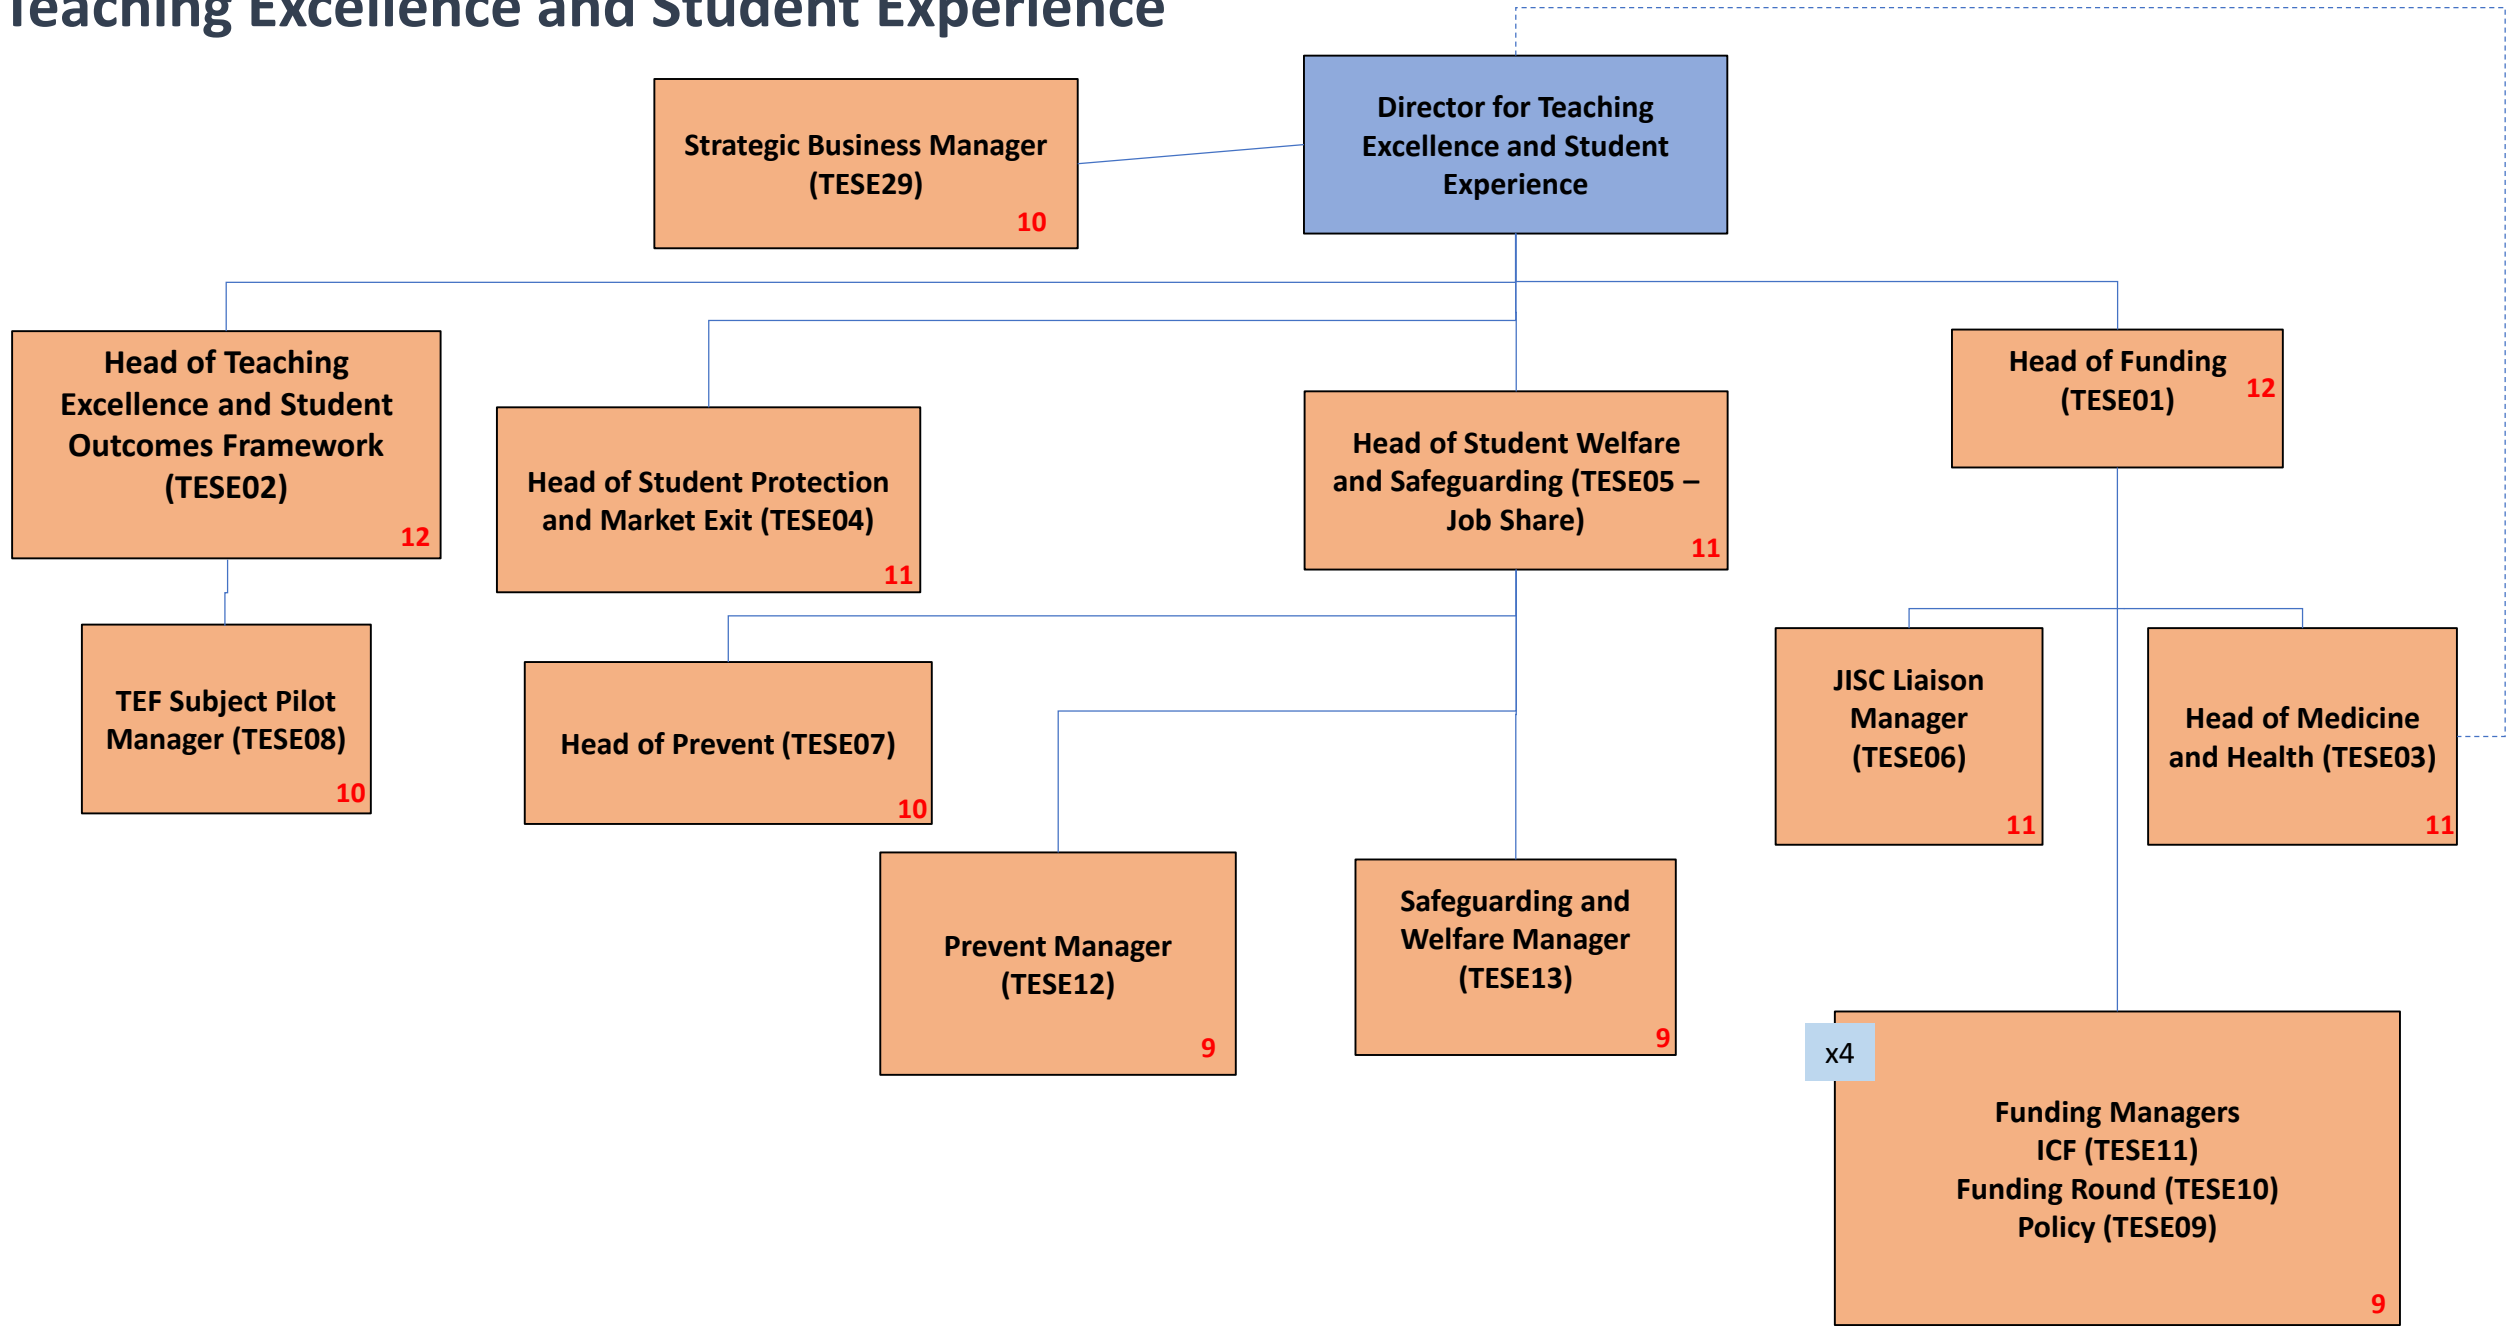 Teaching Excellence and Student Experience
Director for Teaching
Excellence and Student
Experience
Strategic Business Manager
(TESE29)
10
Head of Teaching
Excellence and Student
Outcomes Framework
(TESE02)
12
Head of Student Protection
and Market Exit (TESE04)
11
Head of Student Welfare
and Safeguarding (TESE05 –
Job Share)
11
Head of Funding
(TESE01)
12
TEF Subject Pilot
Manager (TESE08)
10
Head of Prevent (TESE07)
10
JISC Liaison
Manager
(TESE06)
11
Head of Medicine
and Health (TESE03)
11
Prevent Manager
(TESE12)
9
Safeguarding and
Welfare Manager
(TESE13)
9
x4
Funding Managers
ICF (TESE11)
Funding Round (TESE10)
Policy (TESE09)
9